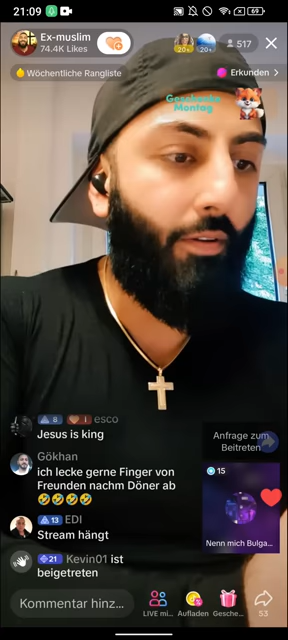 21:09
69
Ex-muslim
74.4K Likes
20+
20+
517
Wöchentliche Rangliste
Erkunden >
Geschenke
Montag
8
esco
Jesus is king
Gökhan
ich lecke gerne Finger von
Freunden nachm Döner ab
🤣🤣🤣🤣
13 EDI
Stream hängt
21 Kevin01 ist
beigetreten
Anfrage zum
Beitreten
15
Nenn mich Bulga...
Kommentar hinz...
LIVE mi...
Aufladen
Gesche...
53